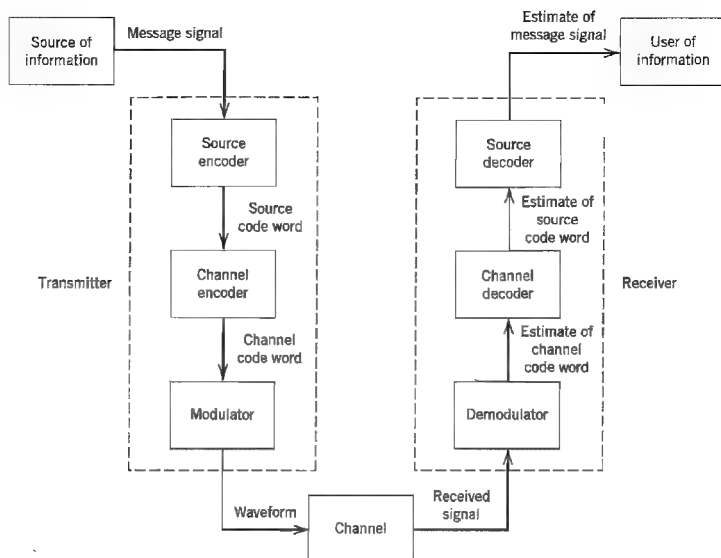 Source of
information
Message signal
Estimate of
message signal
User of
information
Source
encoder
Source
code word
Transmitter
Channel
encoder
Channel
code word
Modulator
Waveform
Channel
Received
signal
Demodulator
Estimate of
channel
code word
Channel
decoder
Receiver
Estimate of
source
code word
Source
decoder